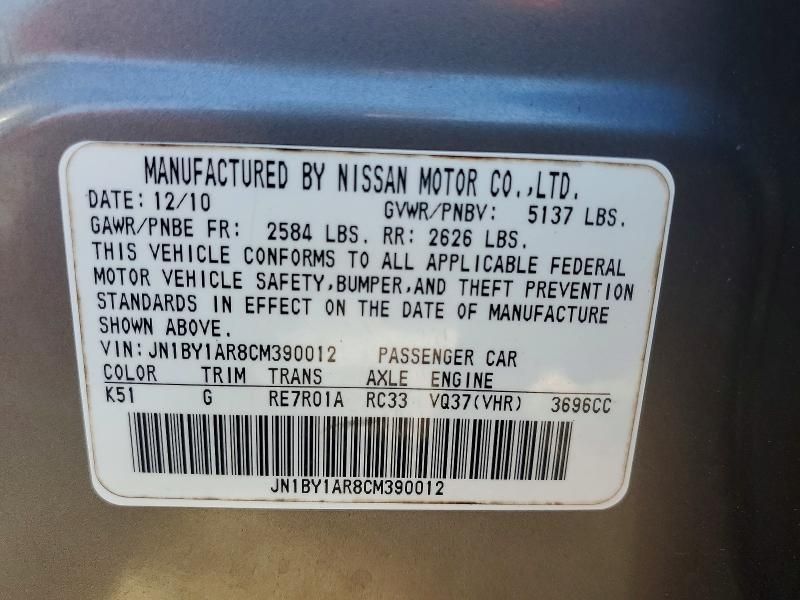 MANUFACTURED BY NISSAN MOTOR CO.,LTD.
DATE: 12/10 GVWR/PNBV: 5137 LBS.
GAWR/PNBE FR: 2584 LBS. RR: 2626 LBS.
THIS VEHICLE CONFORMS TO ALL APPLICABLE FEDERAL
MOTOR VEHICLE SAFETY,BUMPER,AND THEFT PREVENTION
STANDARDS IN EFFECT ON THE DATE OF MANUFACTURE
SHOWN ABOVE.
VIN:JN1BY1AR8CM390012 PASSENGER CAR
COLOR TRIM TRANS AXLE ENGINE
K51 G RE7R01A RC33 VQ37(VHR) 3696CC
JN1BY1AR8CM390012